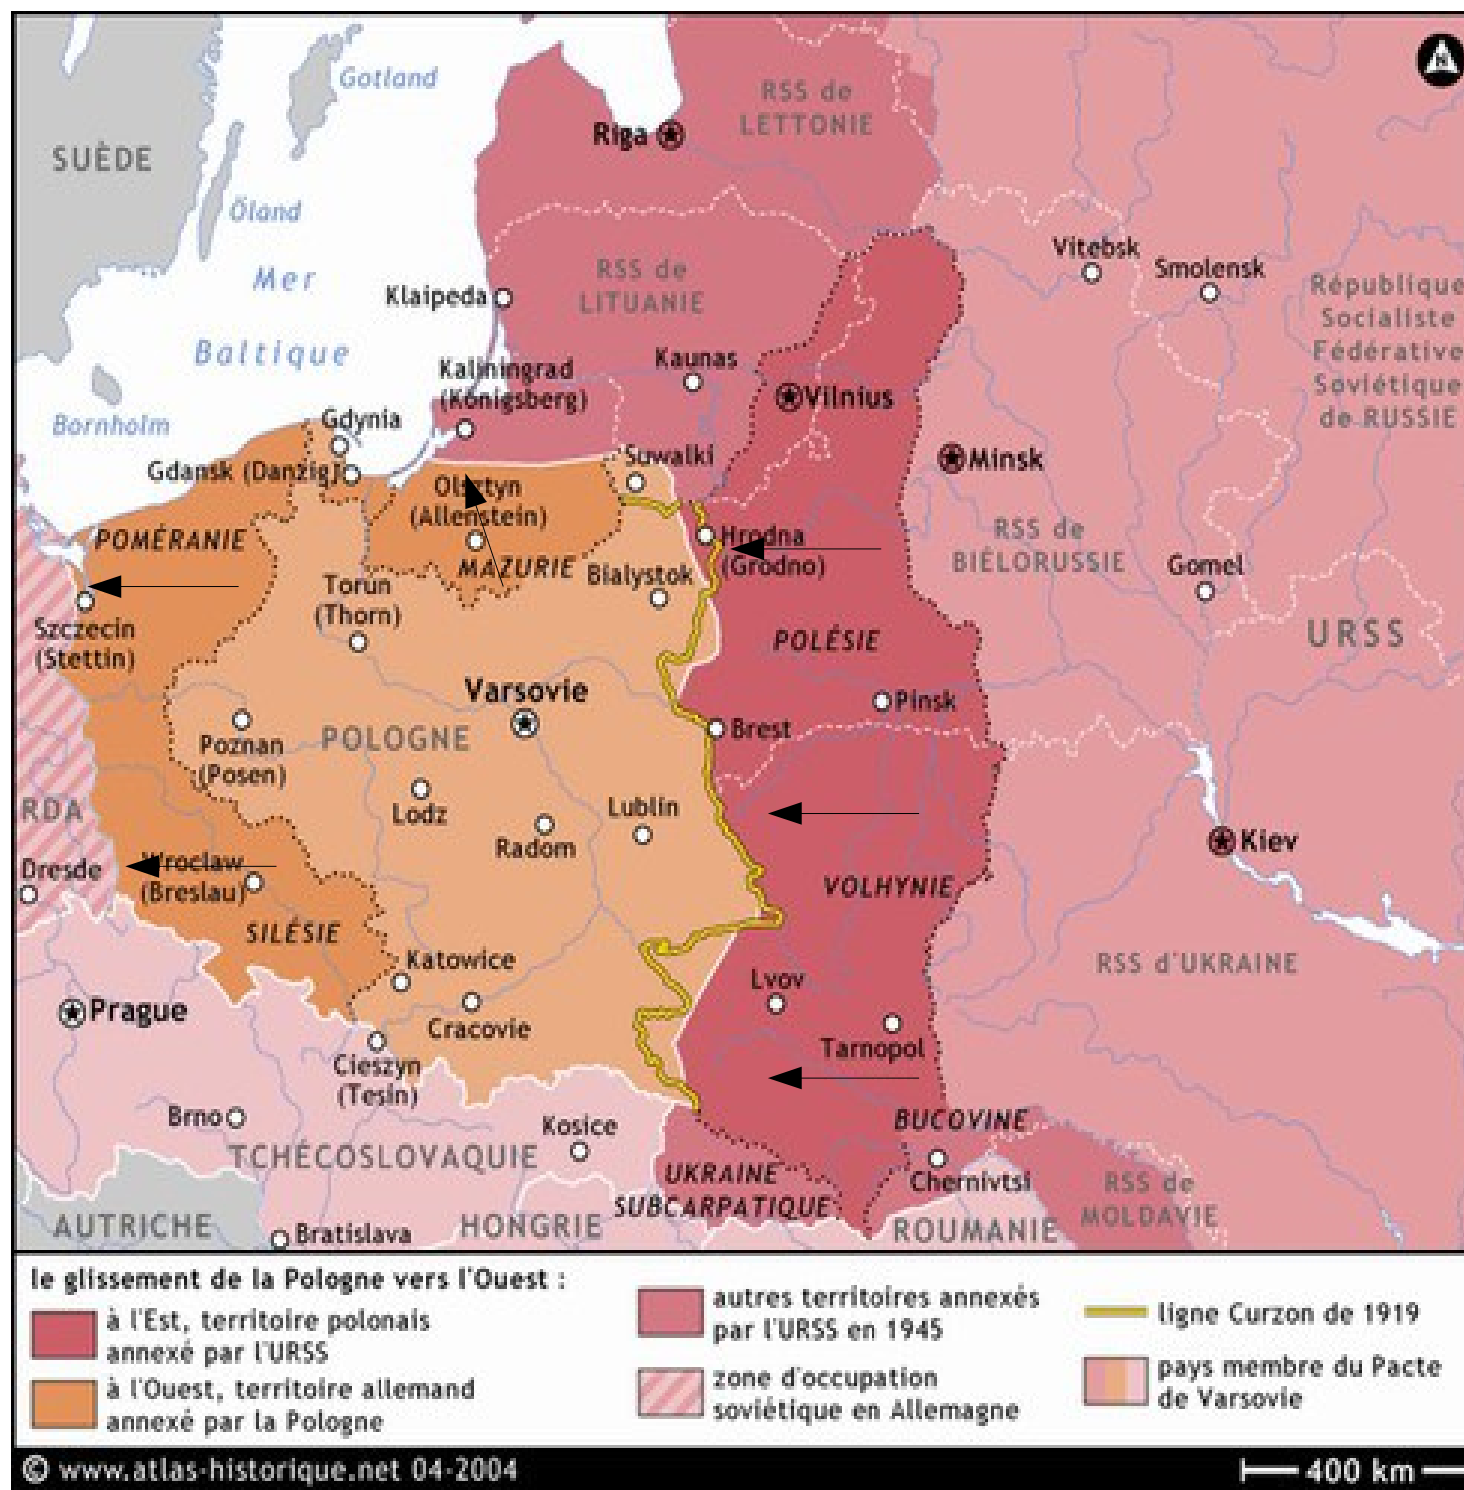 Gotland
SUÈDE
Öland
Mer
Baltique
Bornholm
RSS de
LETTONIE
Riga
RSS de
LITUANIE
Klaipeda
Kaunas
Kaliningrad
(Königsberg)
Vilnius
Vitebsk
Smolensk
République
Socialiste
Fédérative
Soviétique
de RUSSIE
Gdynia
Gdansk (Danzig)
Suwalki
Minsk
Olsztyn
(Allenstein)
POMÉRANIE
MAZURIE
Hrodna
(Grodno)
RSS de
BIÉLORUSSIE
Gomel
Torun
(Thorn)
Bialystok
Szczecin
(Stettin)
POLÉSIE
URSS
Varsovie
Pinsk
Poznan
(Posen)
POLOGNE
Brest
RDA
Lodz
Radom
Lublin
Kiev
Dresde
Wroclaw
(Breslau)
VOLHYNIE
SILÉSIE
Katowice
RSS d'UKRAINE
Lvov
Prague
Cracovie
Tarnopol
Cieszyn
(Tesin)
Brno
Kosice
BUCOVINE
TCHÉCOSLOVAQUIE
UKRAINE
SUBCARPATIQUE
Chernivtsi
RSS de
MOLDAVIE
AUTRICHE
Bratislava
HONGRIE
ROUMANIE
N
le glissement de la Pologne vers l'Ouest :
à l'Est, territoire polonais
annexé par l'URSS
à l'Ouest, territoire allemand
annexé par la Pologne
autres territoires annexés
par l'URSS en 1945
zone d'occupation
soviétique en Allemagne
ligne Curzon de 1919
pays membre du Pacte
de Varsovie
© www.atlas-historique.net 04-2004
400 km